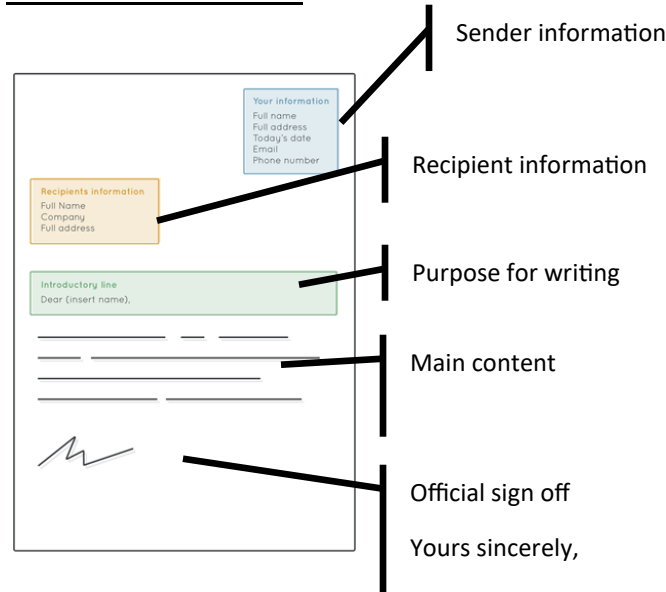 Sender information
Your information
Full name
Full address
Today's date
Email
Phone number
Recipient information
Recipients information
Full Name
Company
Full address
Purpose for writing
Introductory line
Dear (insert name),
Main content
Official sign off
Yours sincerely,